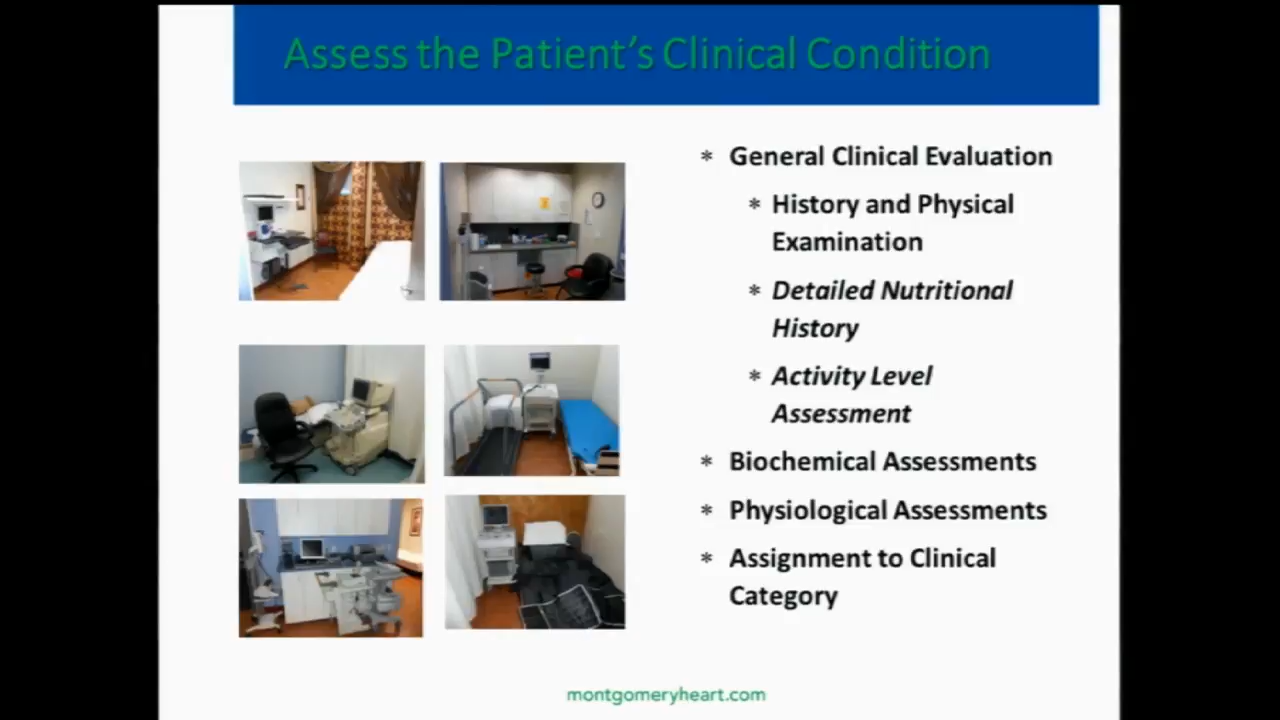 Assess the Patient's Clinical Condition
* General Clinical Evaluation
* History and Physical
Examination
* Detailed Nutritional
History
* Activity Level
Assessment
* Biochemical Assessments
* Physiological Assessments
* Assignment to Clinical
Category
montgomeryheart.com